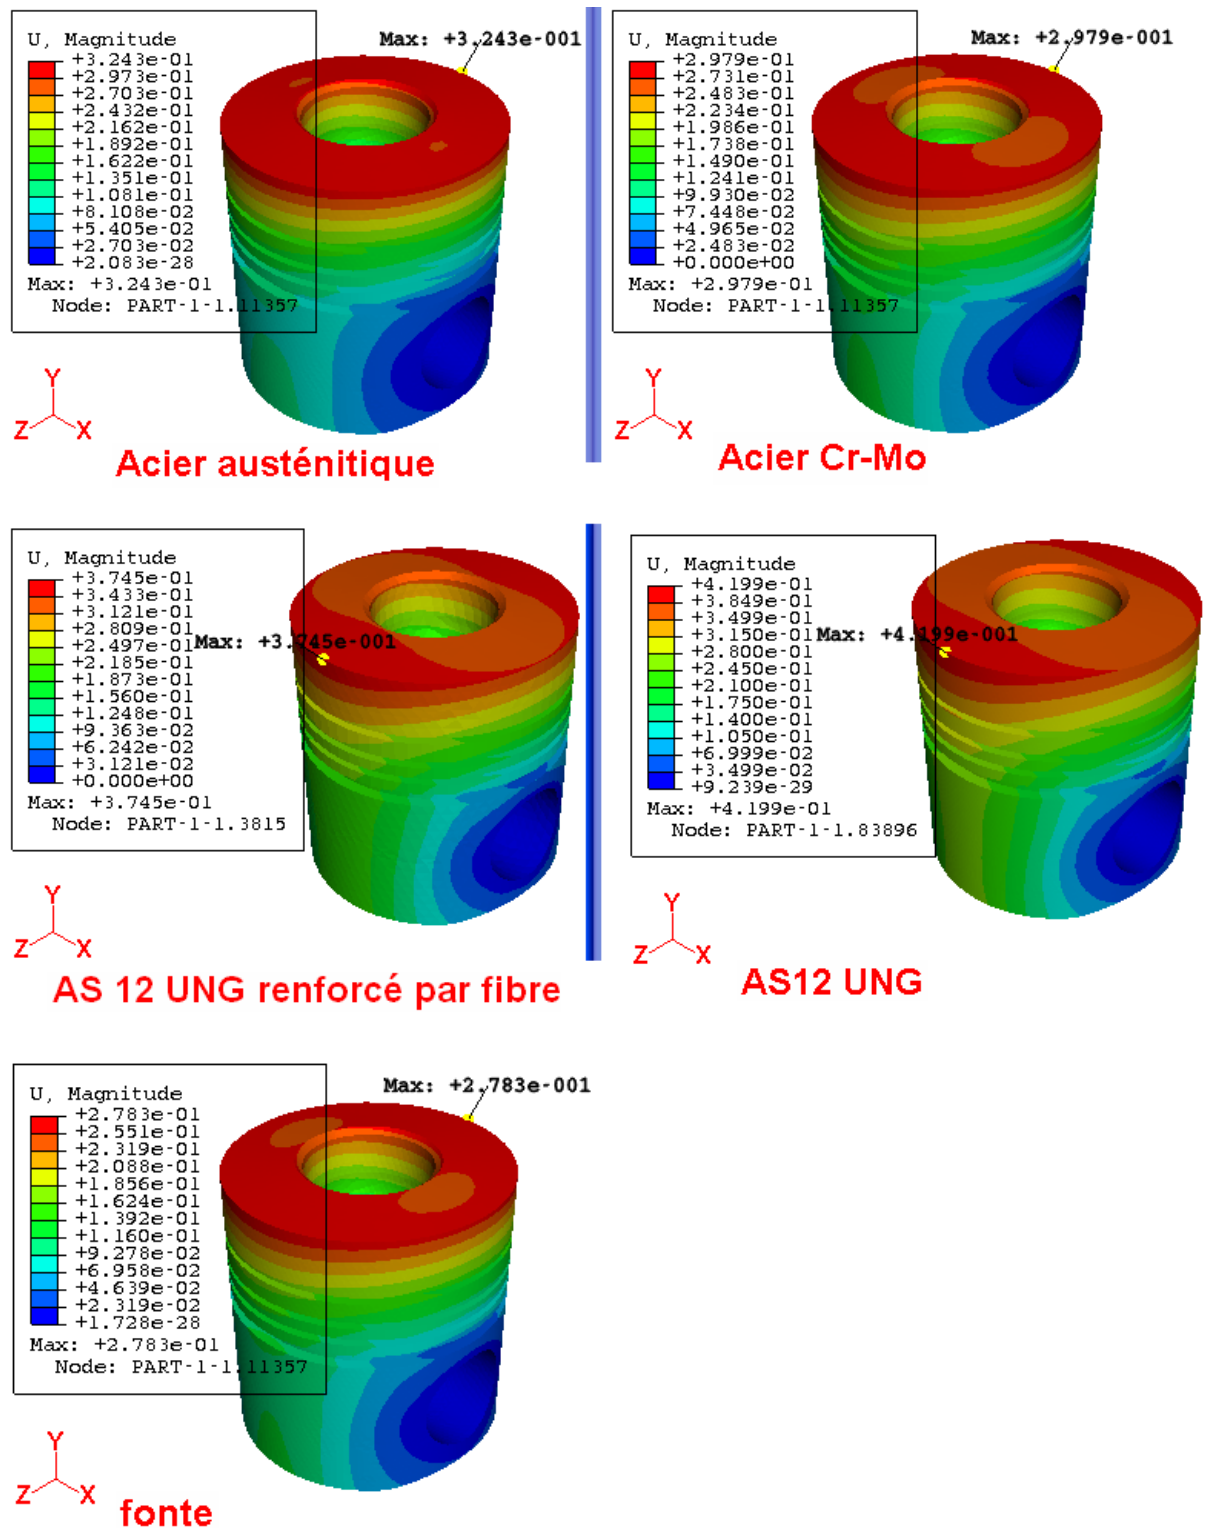 U, Magnitude
Max: +3.243e-001
+3.243e-01
+2.973e-01
+2.703e-01
+2.432e-01
+2.162e-01
+1.892e-01
+1.622e-01
+1.351e-01
+1.081e-01
+8.108e-02
+5.405e-02
+2.703e-02
+2.083e-28
Max: +3.243e-01
Node: PART-1-1.11357
Y
Z X
Acier austénitique
U, Magnitude
Max: +2.979e-001
+2.979e-01
+2.731e-01
+2.483e-01
+2.234e-01
+1.986e-01
+1.738e-01
+1.490e-01
+1.241e-01
+9.930e-02
+7.448e-02
+4.965e-02
+2.483e-02
+0.000e+00
Max: +2.979e-01
Node: PART-1-1.11357
Y
Z X
Acier Cr-Mo
U, Magnitude
+3.745e-01
+3.433e-01
+3.121e-01
+2.809e-01
+2.497e-01
Max: +3.745e-001
+2.185e-01
+1.873e-01
+1.560e-01
+1.248e-01
+9.363e-02
+6.242e-02
+3.121e-02
+0.000e+00
Max: +3.745e-01
Node: PART-1-1.3815
Y
Z X
AS 12 UNG renforcé par fibre
U, Magnitude
+4.199e-01
+3.849e-01
+3.499e-01
+3.150e-01
Max: +4.199e-001
+2.800e-01
+2.450e-01
+2.100e-01
+1.750e-01
+1.400e-01
+1.050e-01
+6.999e-02
+3.499e-02
+9.239e-29
Max: +4.199e-01
Node: PART-1-1.83896
Y
Z X
AS12 UNG
U, Magnitude
Max: +2.783e-001
+2.783e-01
+2.551e-01
+2.319e-01
+2.088e-01
+1.856e-01
+1.624e-01
+1.392e-01
+1.160e-01
+9.278e-02
+6.958e-02
+4.639e-02
+2.319e-02
+1.728e-28
Max: +2.783e-01
Node: PART-1-1.11357
Y
Z X
fonte